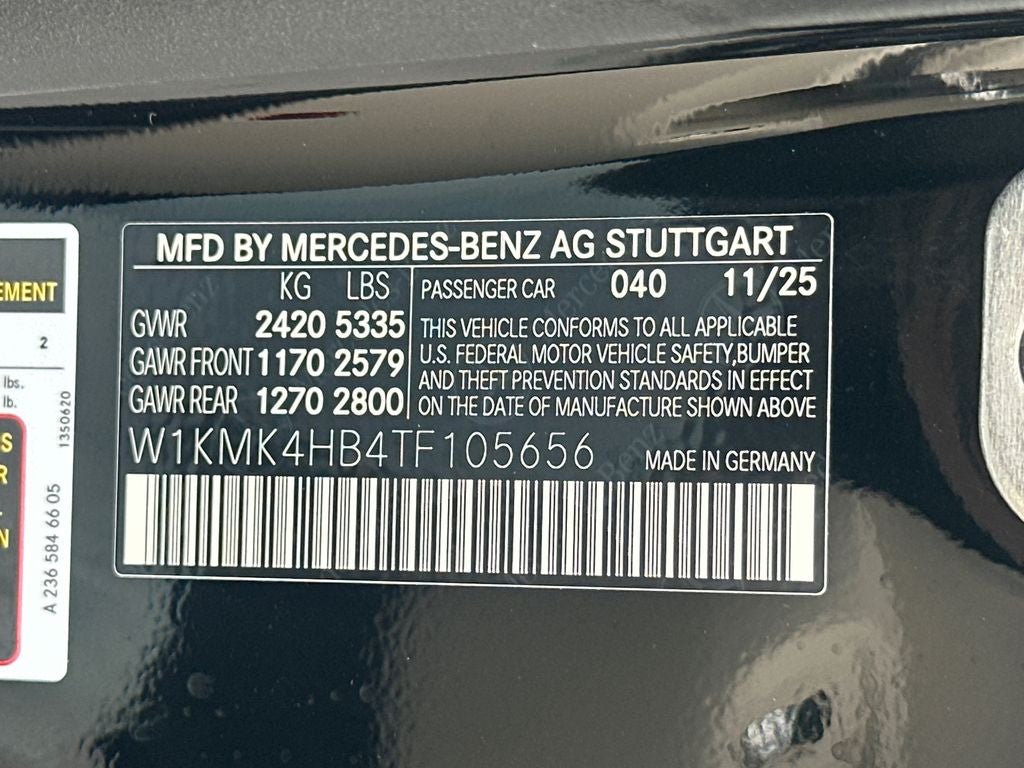 EMENT
2
lbs.
lb.
1350620
S
R
N
A 236 584 66 05
MFD BY MERCEDES-BENZ AG STUTTGART
KG LBS
GVWR 2420 5335
GAWR FRONT 1170 2579
GAWR REAR 1270 2800
PASSENGER CAR 040 11/25
THIS VEHICLE CONFORMS TO ALL APPLICABLE
U.S. FEDERAL MOTOR VEHICLE SAFETY,BUMPER
AND THEFT PREVENTION STANDARDS IN EFFECT
ON THE DATE OF MANUFACTURE SHOWN ABOVE
W1KMK4HB4TF105656
MADE IN GERMANY